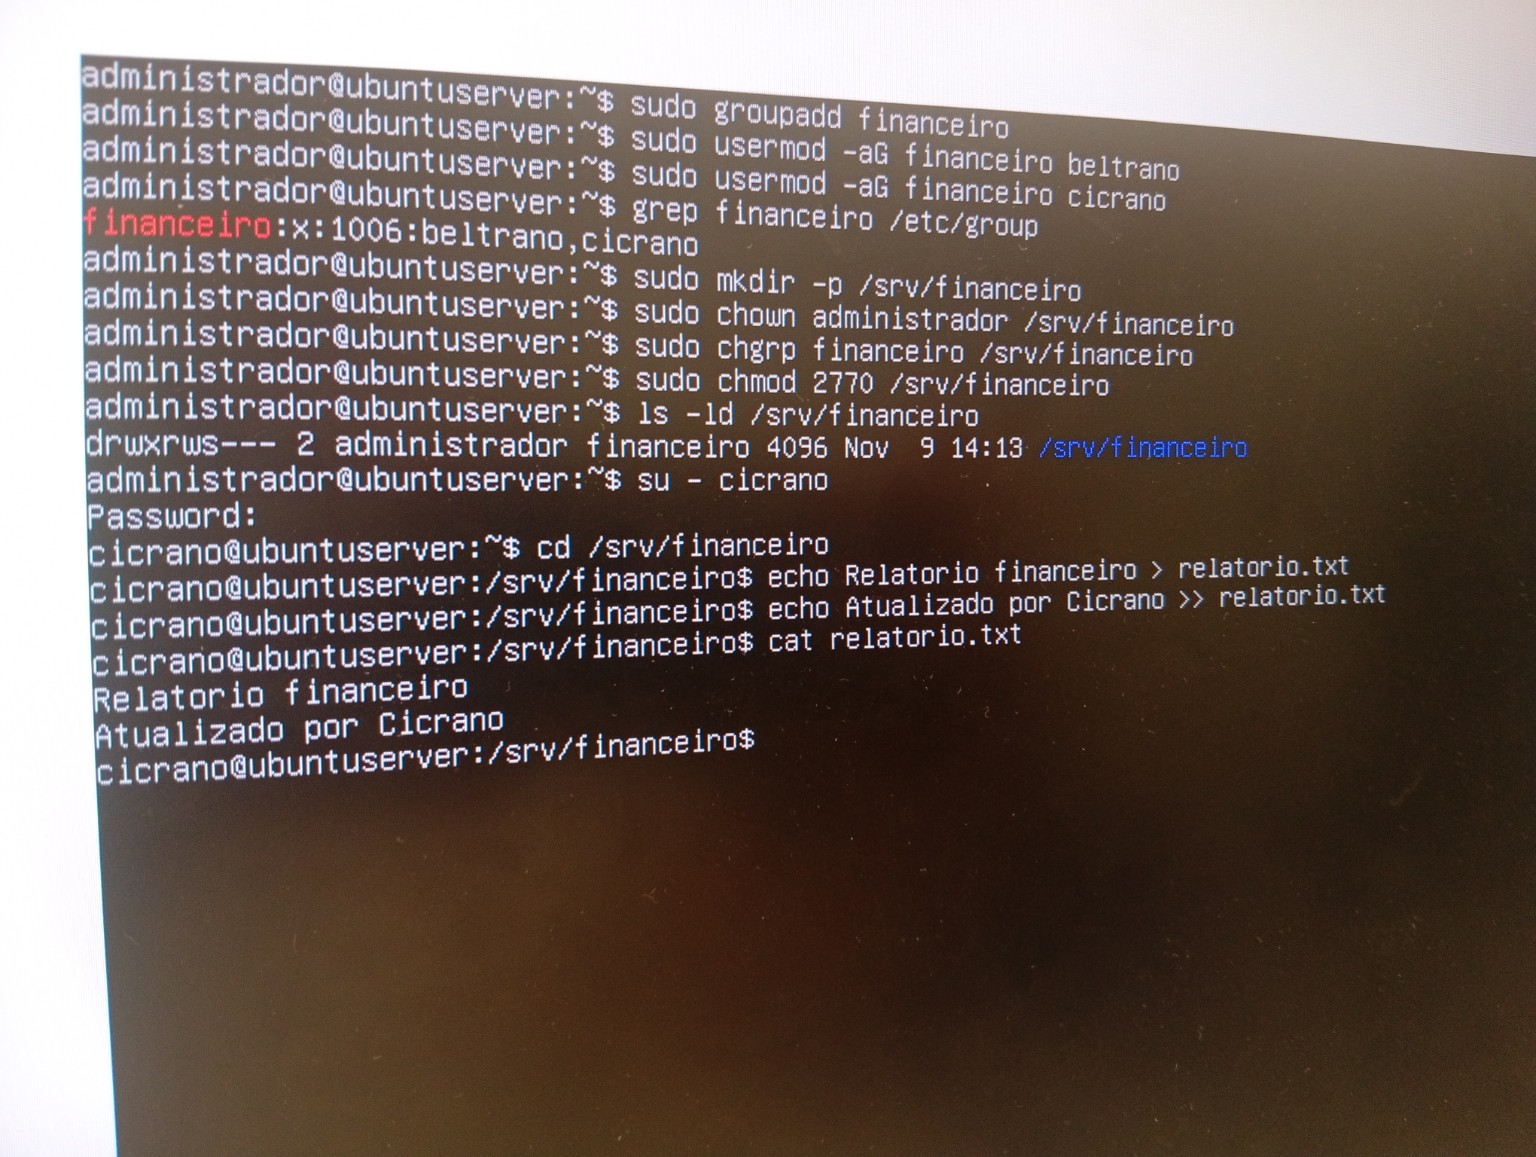 administrador@ubuntuserver:~$ sudo groupadd financeiro
administrador@ubuntuserver:~$ sudo usermod -aG financeiro beltrano
administrador@ubuntuserver:~$ sudo usermod -aG financeiro cicrano
administrador@ubuntuserver:~$ grep financeiro /etc/group
financeiro:x:1006:beltrano,cicrano
administrador@ubuntuserver:~$ sudo mkdir -p /srv/financeiro
administrador@ubuntuserver:~$ sudo chown administrador /srv/financeiro
administrador@ubuntuserver:~$ sudo chgrp financeiro /srv/financeiro
administrador@ubuntuserver:~$ sudo chmod 2770 /srv/financeiro
administrador@ubuntuserver:~$ ls -ld /srv/financeiro
drwxrws--- 2 administrador financeiro 4096 Nov  9 14:13 /srv/financeiro
administrador@ubuntuserver:~$ su - cicrano
Password:
cicrano@ubuntuserver:~$ cd /srv/financeiro
cicrano@ubuntuserver:/srv/financeiro$ echo Relatorio financeiro > relatorio.txt
cicrano@ubuntuserver:/srv/financeiro$ echo Atualizado por Cicrano >> relatorio.txt
cicrano@ubuntuserver:/srv/financeiro$ cat relatorio.txt
Relatorio financeiro
Atualizado por Cicrano
cicrano@ubuntuserver:/srv/financeiro$